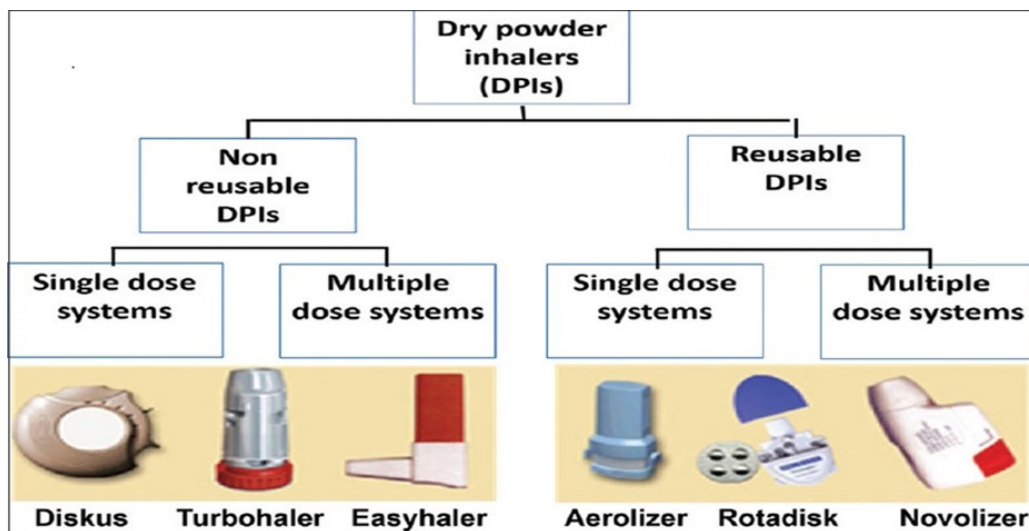 Dry powder
inhalers
(DPIs)
Non
reusable
DPIs
Reusable
DPIs
Single dose
systems
Multiple
dose systems
Single dose
systems
Multiple
dose systems
Diskus
Turbohaler
Easyhaler
Aerolizer
Rotadisk
Novolizer